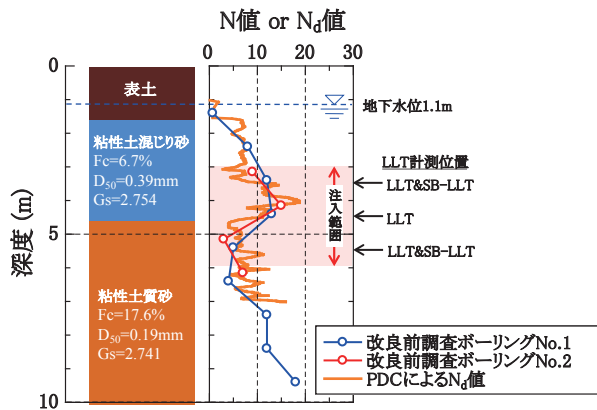 N値 or Nd値
0 10 20 30
0
5
10
深度 (m)
表土
粘性土混じり砂
Fc=6.7%
D50=0.39mm
Gs=2.754
粘性土質砂
Fc=17.6%
D50=0.19mm
Gs=2.741
地下水位1.1m
注入範囲
LLT計測位置
LLT&SB-LLT
LLT
LLT&SB-LLT
改良前調査ボーリングNo.1
改良前調査ボーリングNo.2
PDCによるNd値